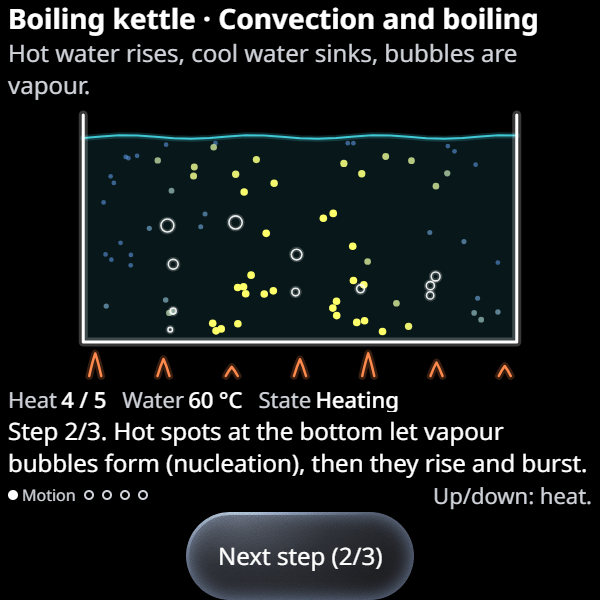 Boiling kettle · Convection and boiling
Hot water rises, cool water sinks, bubbles are
vapour.
Heat 4 / 5 Water 60 °C State Heating
Step 2/3. Hot spots at the bottom let vapour
bubbles form (nucleation), then they rise and burst.
Motion Up/down: heat.
Next step (2/3)